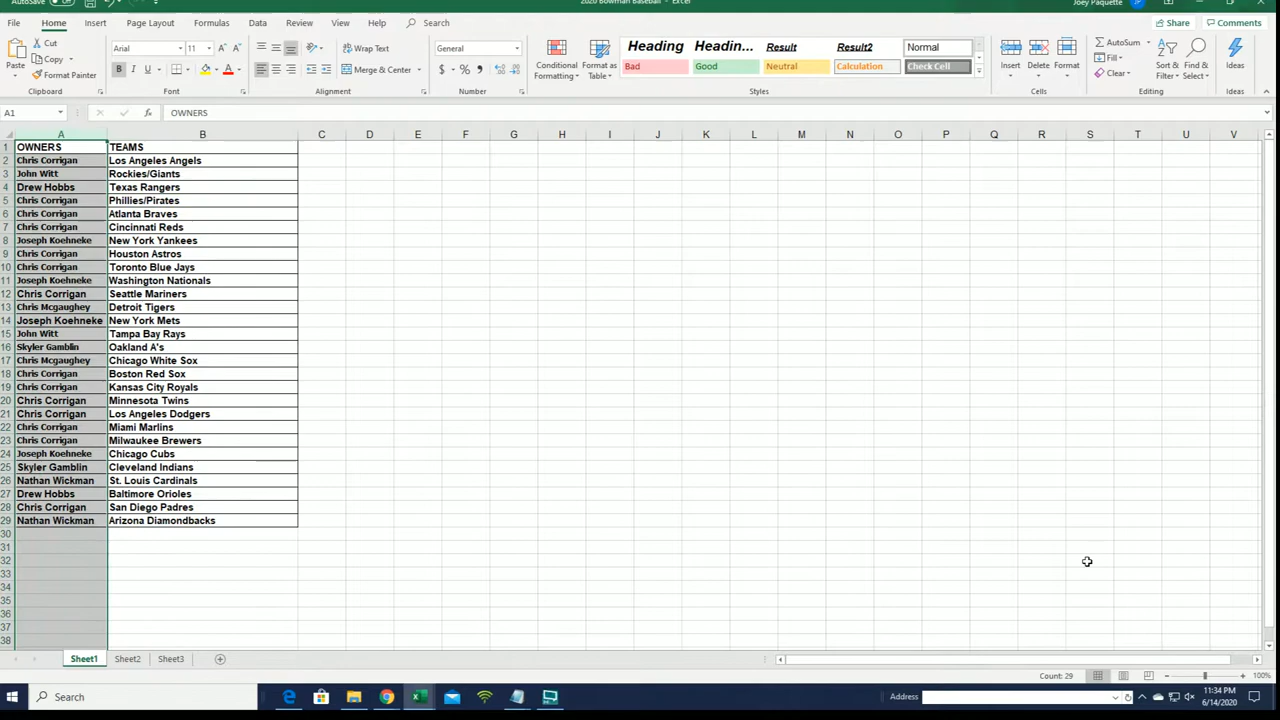 AutoSave Off
2020 Bowman Baseball - Excel
Joey Paquette
File Home Insert Page Layout Formulas Data Review View Help Search
Share Comments
Paste Cut Copy Format Painter
Arial 11
Wrap Text
Merge & Center
General
Conditional Formatting Format as Table
Heading Headin... Result Result2 Normal
Bad Good Neutral Calculation Check Cell
Insert Delete Format
AutoSum Fill Clear
Sort & Filter Find & Select Ideas
Clipboard Font Alignment Number Styles Cells Editing Ideas
A1 fx OWNERS
A B C D E F G H I J K L M N O P Q R S T U V
1 OWNERS TEAMS
2 Chris Corrigan Los Angeles Angels
3 John Witt Rockies/Giants
4 Drew Hobbs Texas Rangers
5 Chris Corrigan Phillies/Pirates
6 Chris Corrigan Atlanta Braves
7 Chris Corrigan Cincinnati Reds
8 Joseph Koehneke New York Yankees
9 Chris Corrigan Houston Astros
10 Chris Corrigan Toronto Blue Jays
11 Joseph Koehneke Washington Nationals
12 Chris Corrigan Seattle Mariners
13 Chris Mcgaughey Detroit Tigers
14 Joseph Koehneke New York Mets
15 John Witt Tampa Bay Rays
16 Skyler Gamblin Oakland A's
17 Chris Mcgaughey Chicago White Sox
18 Chris Corrigan Boston Red Sox
19 Chris Corrigan Kansas City Royals
20 Chris Corrigan Minnesota Twins
21 Chris Corrigan Los Angeles Dodgers
22 Chris Corrigan Miami Marlins
23 Chris Corrigan Milwaukee Brewers
24 Joseph Koehneke Chicago Cubs
25 Skyler Gamblin Cleveland Indians
26 Nathan Wickman St. Louis Cardinals
27 Drew Hobbs Baltimore Orioles
28 Chris Corrigan San Diego Padres
29 Nathan Wickman Arizona Diamondbacks
30
31
32
33
34
35
36
37
38
Sheet1 Sheet2 Sheet3
Count: 29 100%
Search
Address
11:34 PM
6/14/2020